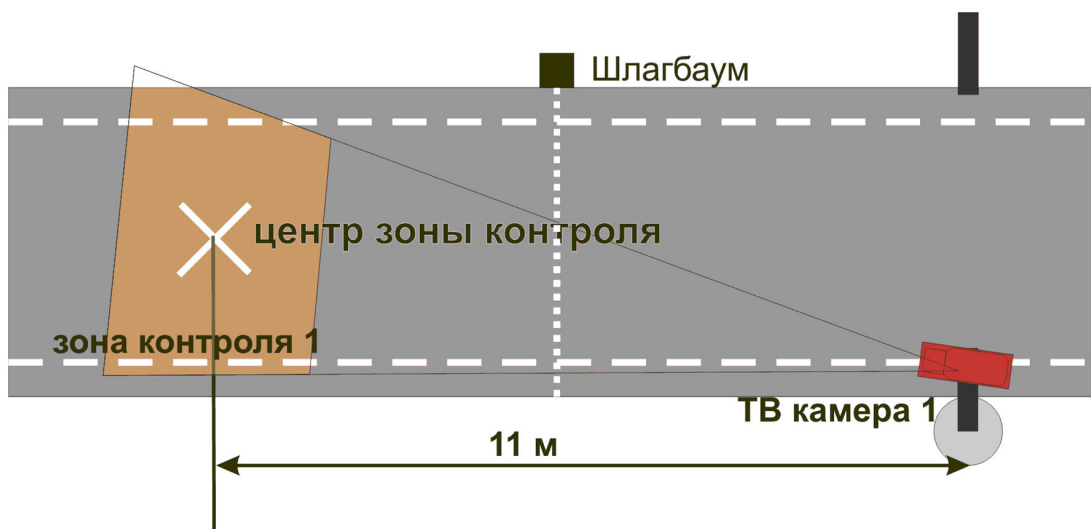 Шлагбаум
центр зоны контроля
зона контроля 1
ТВ камера 1
11 м